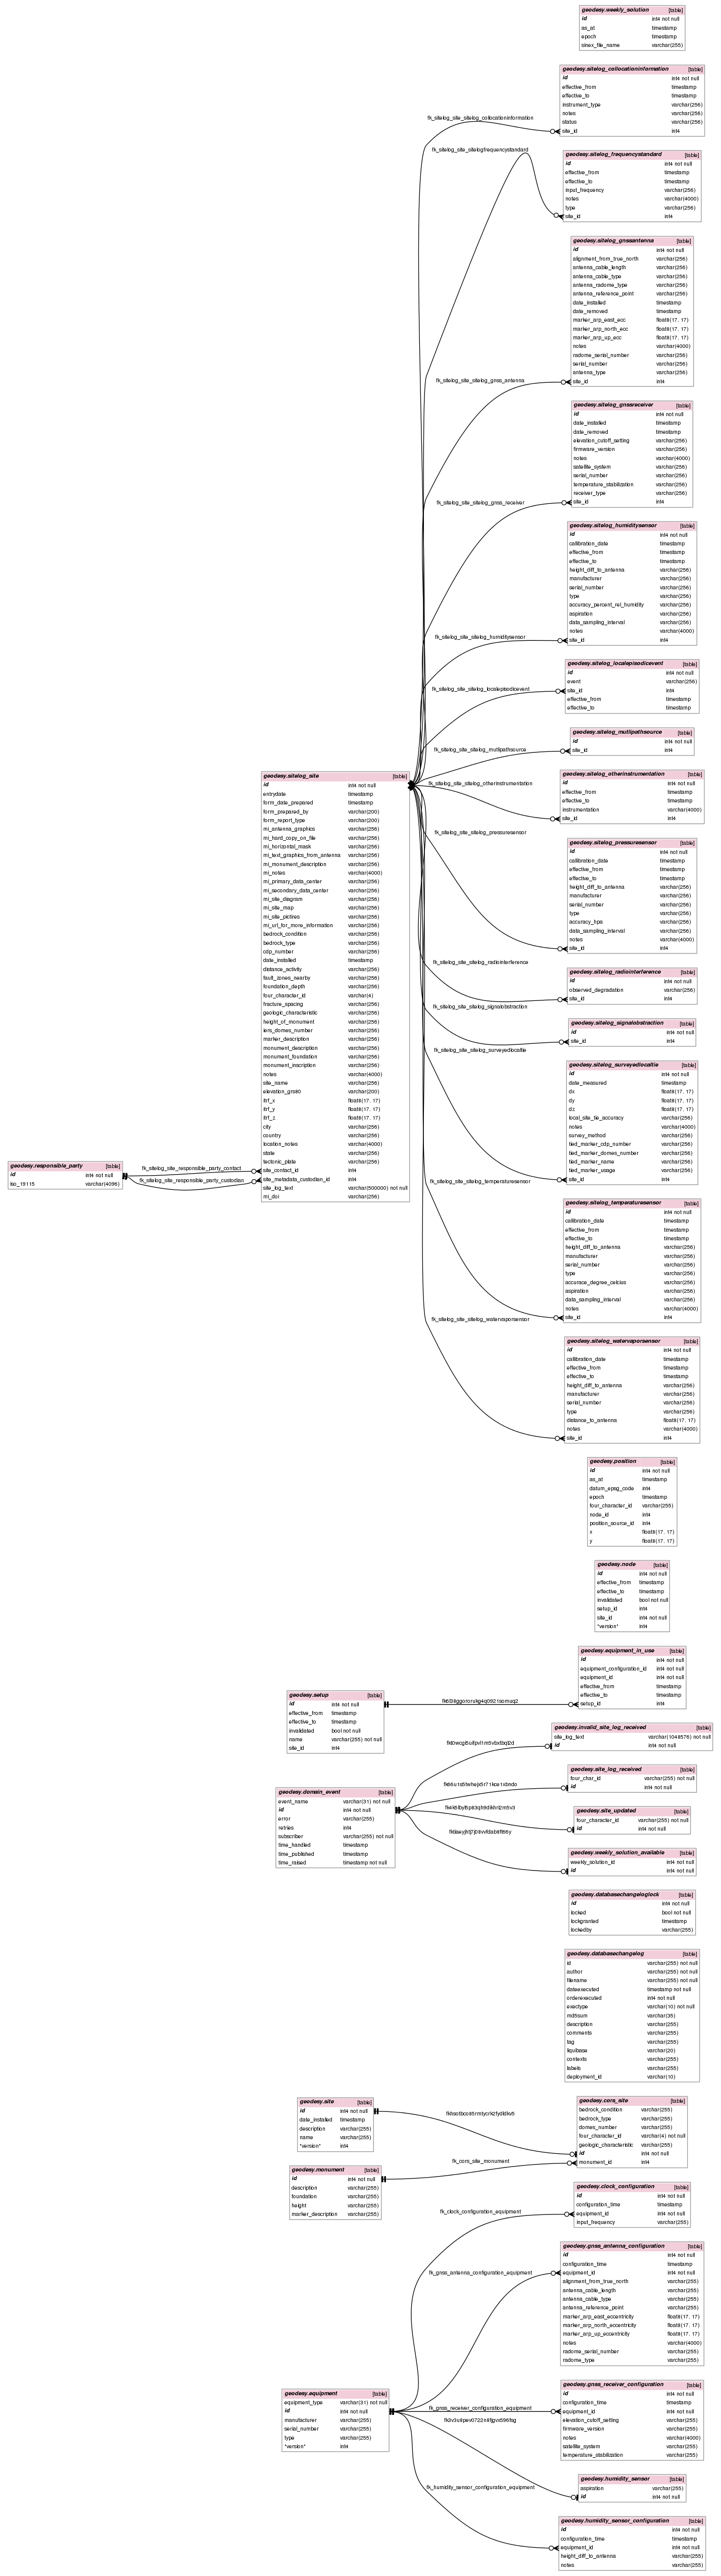 geodesy.weekly_solution [table]
id int4 not null
as_at timestamp
epoch timestamp
sinex_file_name varchar(255)
geodesy.sitelog_collocationinformation [table]
id int4 not null
effective_from timestamp
effective_to timestamp
instrument_type varchar(256)
notes varchar(256)
status varchar(256)
site_id int4
fk_sitelog_site_sitelog_collocationinformation
fk_sitelog_site_sitelogfrequencystandard
geodesy.sitelog_frequencystandard [table]
id int4 not null
effective_from timestamp
effective_to timestamp
input_frequency varchar(256)
notes varchar(4000)
type varchar(256)
site_id int4
geodesy.sitelog_gnssantenna [table]
id int4 not null
alignment_from_true_north varchar(256)
antenna_cable_length varchar(256)
antenna_cable_type varchar(256)
antenna_radome_type varchar(256)
antenna_reference_point varchar(256)
date_installed timestamp
date_removed timestamp
marker_arp_east_ecc float8(17, 17)
marker_arp_north_ecc float8(17, 17)
marker_arp_up_ecc float8(17, 17)
notes varchar(4000)
radome_serial_number varchar(256)
serial_number varchar(256)
antenna_type varchar(256)
site_id int4
fk_sitelog_site_sitelog_gnss_antenna
geodesy.sitelog_gnssreceiver [table]
id int4 not null
date_installed timestamp
date_removed timestamp
elevation_cutoff_setting varchar(256)
firmware_version varchar(256)
notes varchar(4000)
satellite_system varchar(256)
serial_number varchar(256)
temperature_stabilization varchar(256)
receiver_type varchar(256)
site_id int4
fk_sitelog_site_sitelog_gnss_receiver
geodesy.sitelog_humiditysensor [table]
id int4 not null
callibration_date timestamp
effective_from timestamp
effective_to timestamp
height_diff_to_antenna varchar(256)
manufacturer varchar(256)
serial_number varchar(256)
type varchar(256)
accuracy_percent_rel_humidity varchar(256)
aspiration varchar(256)
data_sampling_interval varchar(256)
notes varchar(4000)
site_id int4
fk_sitelog_site_sitelog_humiditysensor
geodesy.sitelog_localepisodicevent [table]
id int4 not null
event varchar(256)
site_id int4
effective_from timestamp
effective_to timestamp
fk_sitelog_site_sitelog_localepisodicevent
geodesy.sitelog_mutlipathsource [table]
id int4 not null
site_id int4
fk_sitelog_site_sitelog_mutlipathsource
geodesy.sitelog_otherinstrumentation [table]
id int4 not null
effective_from timestamp
effective_to timestamp
instrumentation varchar(4000)
site_id int4
fk_sitelog_site_sitelog_otherinstrumentation
fk_sitelog_site_sitelog_pressuresensor
geodesy.sitelog_pressuresensor [table]
id int4 not null
callibration_date timestamp
effective_from timestamp
effective_to timestamp
height_diff_to_antenna varchar(256)
manufacturer varchar(256)
serial_number varchar(256)
type varchar(256)
accuracy_hpa varchar(256)
data_sampling_interval varchar(256)
notes varchar(4000)
site_id int4
fk_sitelog_site_sitelog_radiointerference
geodesy.sitelog_radiointerference [table]
id int4 not null
observed_degradation varchar(256)
site_id int4
fk_sitelog_site_sitelog_signalobstraction
geodesy.sitelog_signalobstraction [table]
id int4 not null
site_id int4
fk_sitelog_site_sitelog_surveyedlocaltie
geodesy.sitelog_surveyedlocaltie [table]
id int4 not null
date_measured timestamp
dx float8(17, 17)
dy float8(17, 17)
dz float8(17, 17)
local_site_tie_accuracy varchar(256)
notes varchar(4000)
survey_method varchar(256)
tied_marker_cdp_number varchar(256)
tied_marker_domes_number varchar(256)
tied_marker_name varchar(256)
tied_marker_usage varchar(256)
site_id int4
fk_sitelog_site_sitelog_temperaturesensor
geodesy.sitelog_temperaturesensor [table]
id int4 not null
callibration_date timestamp
effective_from timestamp
effective_to timestamp
height_diff_to_antenna varchar(256)
manufacturer varchar(256)
serial_number varchar(256)
type varchar(256)
accurace_degree_celcius varchar(256)
aspiration varchar(256)
data_sampling_interval varchar(256)
notes varchar(4000)
site_id int4
fk_sitelog_site_sitelog_watervaporsensor
geodesy.sitelog_watervaporsensor [table]
id int4 not null
callibration_date timestamp
effective_from timestamp
effective_to timestamp
height_diff_to_antenna varchar(256)
manufacturer varchar(256)
serial_number varchar(256)
type varchar(256)
distance_to_antenna float8(17, 17)
notes varchar(4000)
site_id int4
geodesy.sitelog_site [table]
id int4 not null
entrydate timestamp
form_date_prepared timestamp
form_prepared_by varchar(200)
form_report_type varchar(200)
mi_antenna_graphics varchar(256)
mi_hard_copy_on_file varchar(256)
mi_horizontal_mask varchar(256)
mi_text_graphics_from_antenna varchar(256)
mi_monument_description varchar(256)
mi_notes varchar(4000)
mi_primary_data_center varchar(256)
mi_secondary_data_center varchar(256)
mi_site_diagram varchar(256)
mi_site_map varchar(256)
mi_site_pictires varchar(256)
mi_url_for_more_information varchar(256)
bedrock_condition varchar(256)
bedrock_type varchar(256)
cdp_number varchar(256)
date_installed timestamp
distance_activity varchar(256)
fault_zones_nearby varchar(256)
foundation_depth varchar(256)
four_character_id varchar(4)
fracture_spacing varchar(256)
geologic_characteristic varchar(256)
height_of_monument varchar(256)
iers_domes_number varchar(256)
marker_description varchar(256)
monument_description varchar(256)
monument_foundation varchar(256)
monument_inscription varchar(256)
notes varchar(4000)
site_name varchar(256)
elevation_grs80 varchar(200)
itrf_x float8(17, 17)
itrf_y float8(17, 17)
itrf_z float8(17, 17)
city varchar(256)
country varchar(256)
location_notes varchar(4000)
state varchar(256)
tectonic_plate varchar(256)
site_contact_id int4
site_metadata_custodian_id int4
site_log_text varchar(500000) not null
mi_doi varchar(256)
geodesy.responsible_party [table]
id int4 not null
iso_19115 varchar(4096)
fk_sitelog_site_responsible_party_contact
fk_sitelog_site_responsible_party_custodian
geodesy.position [table]
id int4 not null
as_at timestamp
datum_epsg_code int4
epoch timestamp
four_character_id varchar(255)
node_id int4
position_source_id int4
x float8(17, 17)
y float8(17, 17)
geodesy.node [table]
id int4 not null
effective_from timestamp
effective_to timestamp
invalidated bool not null
setup_id int4
site_id int4 not null
"version" int4
geodesy.equipment_in_use [table]
id int4 not null
equipment_configuration_id int4 not null
equipment_id int4 not null
effective_from timestamp
effective_to timestamp
setup_id int4
geodesy.setup [table]
id int4 not null
effective_from timestamp
effective_to timestamp
invalidated bool not null
name varchar(255) not null
site_id int4
geodesy.invalid_site_log_received [table]
site_log_text varchar(1048576) not null
id int4 not null
geodesy.domain_event [table]
event_name varchar(31) not null
id int4 not null
error varchar(255)
retries int4
subscriber varchar(255) not null
time_handled timestamp
time_published timestamp
time_raised timestamp not null
geodesy.site_log_received [table]
four_char_id varchar(255) not null
id int4 not null
geodesy.site_updated [table]
four_character_id varchar(255) not null
id int4 not null
geodesy.weekly_solution_available [table]
weekly_solution_id int4 not null
id int4 not null
geodesy.databasechangeloglock [table]
id int4 not null
locked bool not null
lockgranted timestamp
lockedby varchar(255)
geodesy.databasechangelog [table]
id varchar(255) not null
author varchar(255) not null
filename varchar(255) not null
dateexecuted timestamp not null
orderexecuted int4 not null
exectype varchar(10) not null
md5sum varchar(35)
description varchar(255)
comments varchar(255)
tag varchar(255)
liquibase varchar(20)
contexts varchar(255)
labels varchar(255)
deployment_id varchar(10)
geodesy.site [table]
id int4 not null
date_installed timestamp
description varchar(255)
name varchar(255)
"version" int4
geodesy.cors_site [table]
bedrock_condition varchar(255)
bedrock_type varchar(255)
domes_number varchar(255)
four_character_id varchar(4) not null
geologic_characteristic varchar(255)
id int4 not null
monument_id int4
fk_cors_site_monument
geodesy.monument [table]
id int4 not null
description varchar(255)
foundation varchar(255)
height varchar(255)
marker_description varchar(255)
geodesy.clock_configuration [table]
id int4 not null
configuration_time timestamp
equipment_id int4 not null
input_frequency varchar(255)
fk_clock_configuration_equipment
geodesy.gnss_antenna_configuration [table]
id int4 not null
configuration_time timestamp
equipment_id int4 not null
alignment_from_true_north varchar(255)
antenna_cable_length varchar(255)
antenna_cable_type varchar(255)
antenna_reference_point varchar(255)
marker_arp_east_eccentricity float8(17, 17)
marker_arp_north_eccentricity float8(17, 17)
marker_arp_up_eccentricity float8(17, 17)
notes varchar(4000)
radome_serial_number varchar(255)
radome_type varchar(255)
fk_gnss_antenna_configuration_equipment
geodesy.equipment [table]
equipment_type varchar(31) not null
id int4 not null
manufacturer varchar(255)
serial_number varchar(255)
type varchar(255)
"version" int4
fk_gnss_receiver_configuration_equipment
geodesy.gnss_receiver_configuration [table]
id int4 not null
configuration_time timestamp
equipment_id int4 not null
elevation_cutoff_setting varchar(255)
firmware_version varchar(255)
notes varchar(4000)
satellite_system varchar(255)
temperature_stabilization varchar(255)
geodesy.humidity_sensor [table]
aspiration varchar(255)
id int4 not null
fk_humidity_sensor_configuration_equipment
geodesy.humidity_sensor_configuration [table]
id int4 not null
configuration_time timestamp
equipment_id int4 not null
height_diff_to_antenna varchar(255)
notes varchar(255)